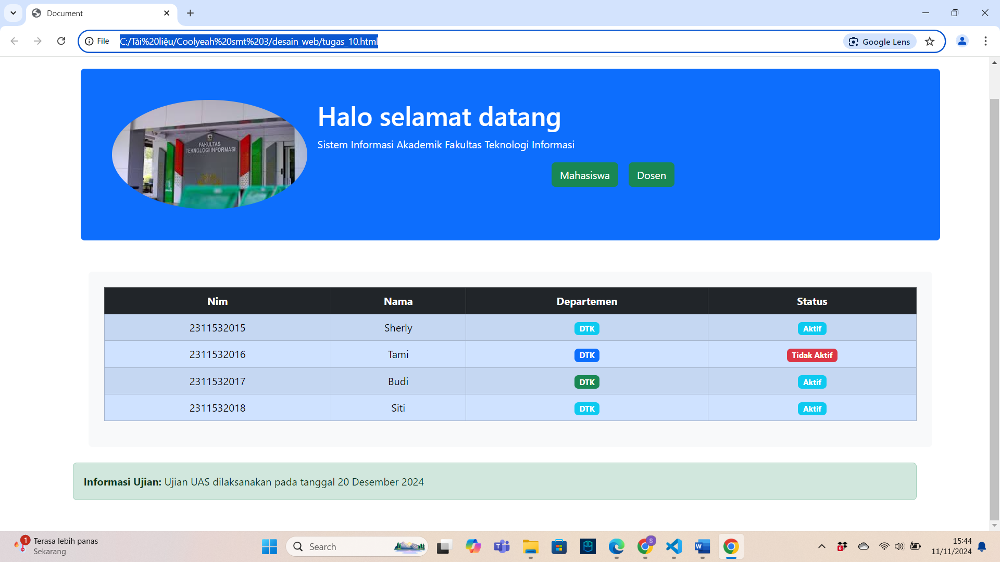 Document
File
C:/Tài%20liệu/Coolyeah%20smt%203/desain_web/tugas_10.html
Google Lens
FAKULTAS
TEKNOLOGI INFORMASI
Halo selamat datang
Sistem Informasi Akademik Fakultas Teknologi Informasi
Mahasiswa Dosen
Nim Nama Departemen Status
2311532015 Sherly DTK Aktif
2311532016 Tami DTK Tidak Aktif
2311532017 Budi DTK Aktif
2311532018 Siti DTK Aktif
Informasi Ujian: Ujian UAS dilaksanakan pada tanggal 20 Desember 2024
1
Terasa lebih panas
Sekarang
Search
S
6
15:44
11/11/2024